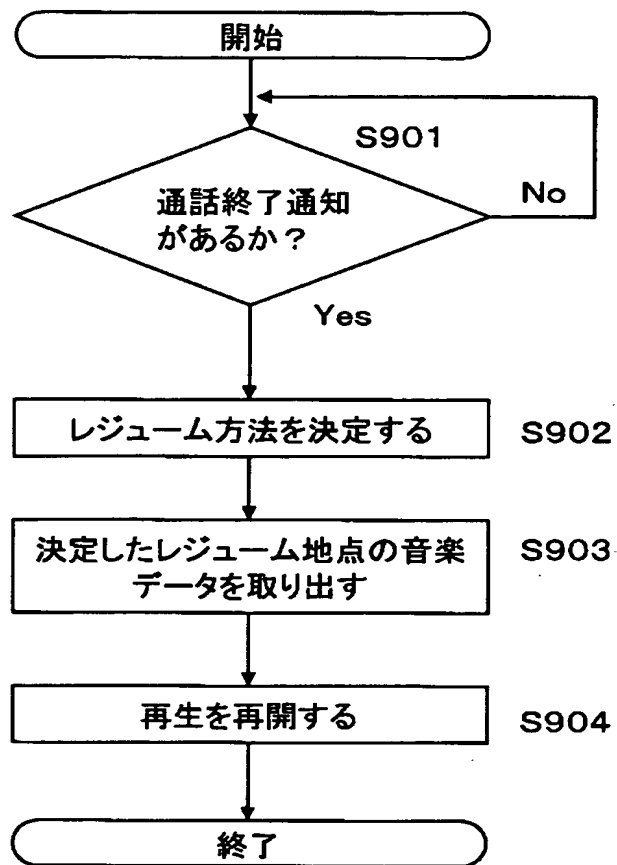 開始
S901
通話終了通知
があるか?
No
Yes
レジューム方法を決定する
S902
決定したレジューム地点の音楽
データを取り出す
S903
再生を再開する
S904
終了